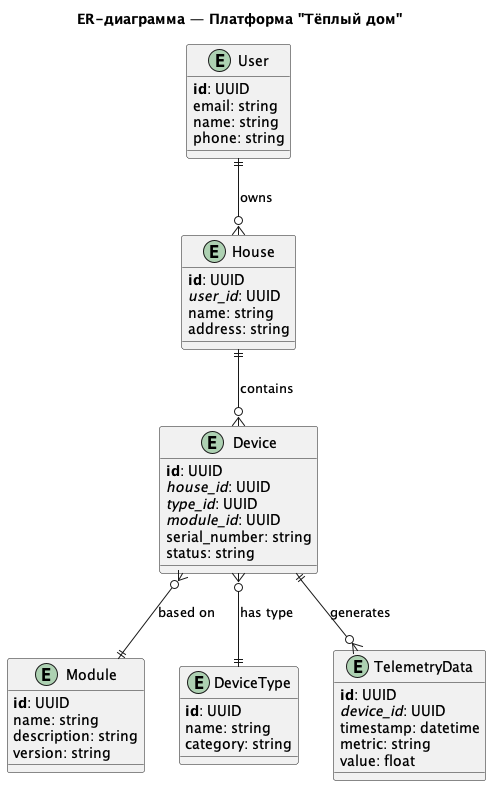 ER-диаграмма — Платформа "Тёплый дом"
E User
id: UUID
email: string
name: string
phone: string
owns
E House
id: UUID
user_id: UUID
name: string
address: string
contains
E Device
id: UUID
house_id: UUID
type_id: UUID
module_id: UUID
serial_number: string
status: string
based on
has type
generates
E Module
id: UUID
name: string
description: string
version: string
E DeviceType
id: UUID
name: string
category: string
E TelemetryData
id: UUID
device_id: UUID
timestamp: datetime
metric: string
value: float